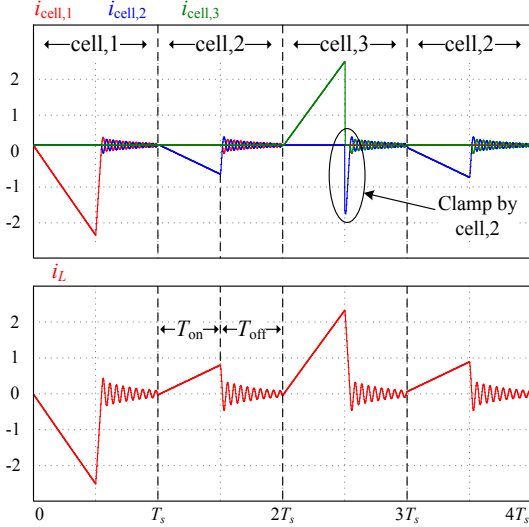 i_cell,1 i_cell,2 i_cell,3
cell,1 cell,2 cell,3 cell,2
2
1
0
-1
-2
Clamp by
cell,2
i_L
T_on T_off
2
1
0
-1
-2
0 T_s 2T_s 3T_s 4T_s